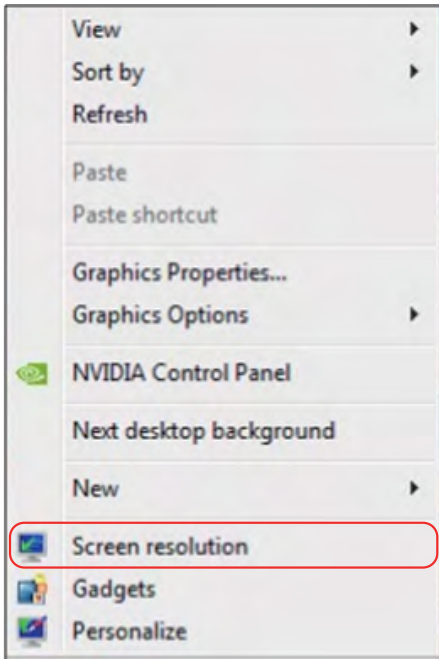 View
Sort by
Refresh
Paste
Paste shortcut
Graphics Properties...
Graphics Options
NVIDIA Control Panel
Next desktop background
New
Screen resolution
Gadgets
Personalize